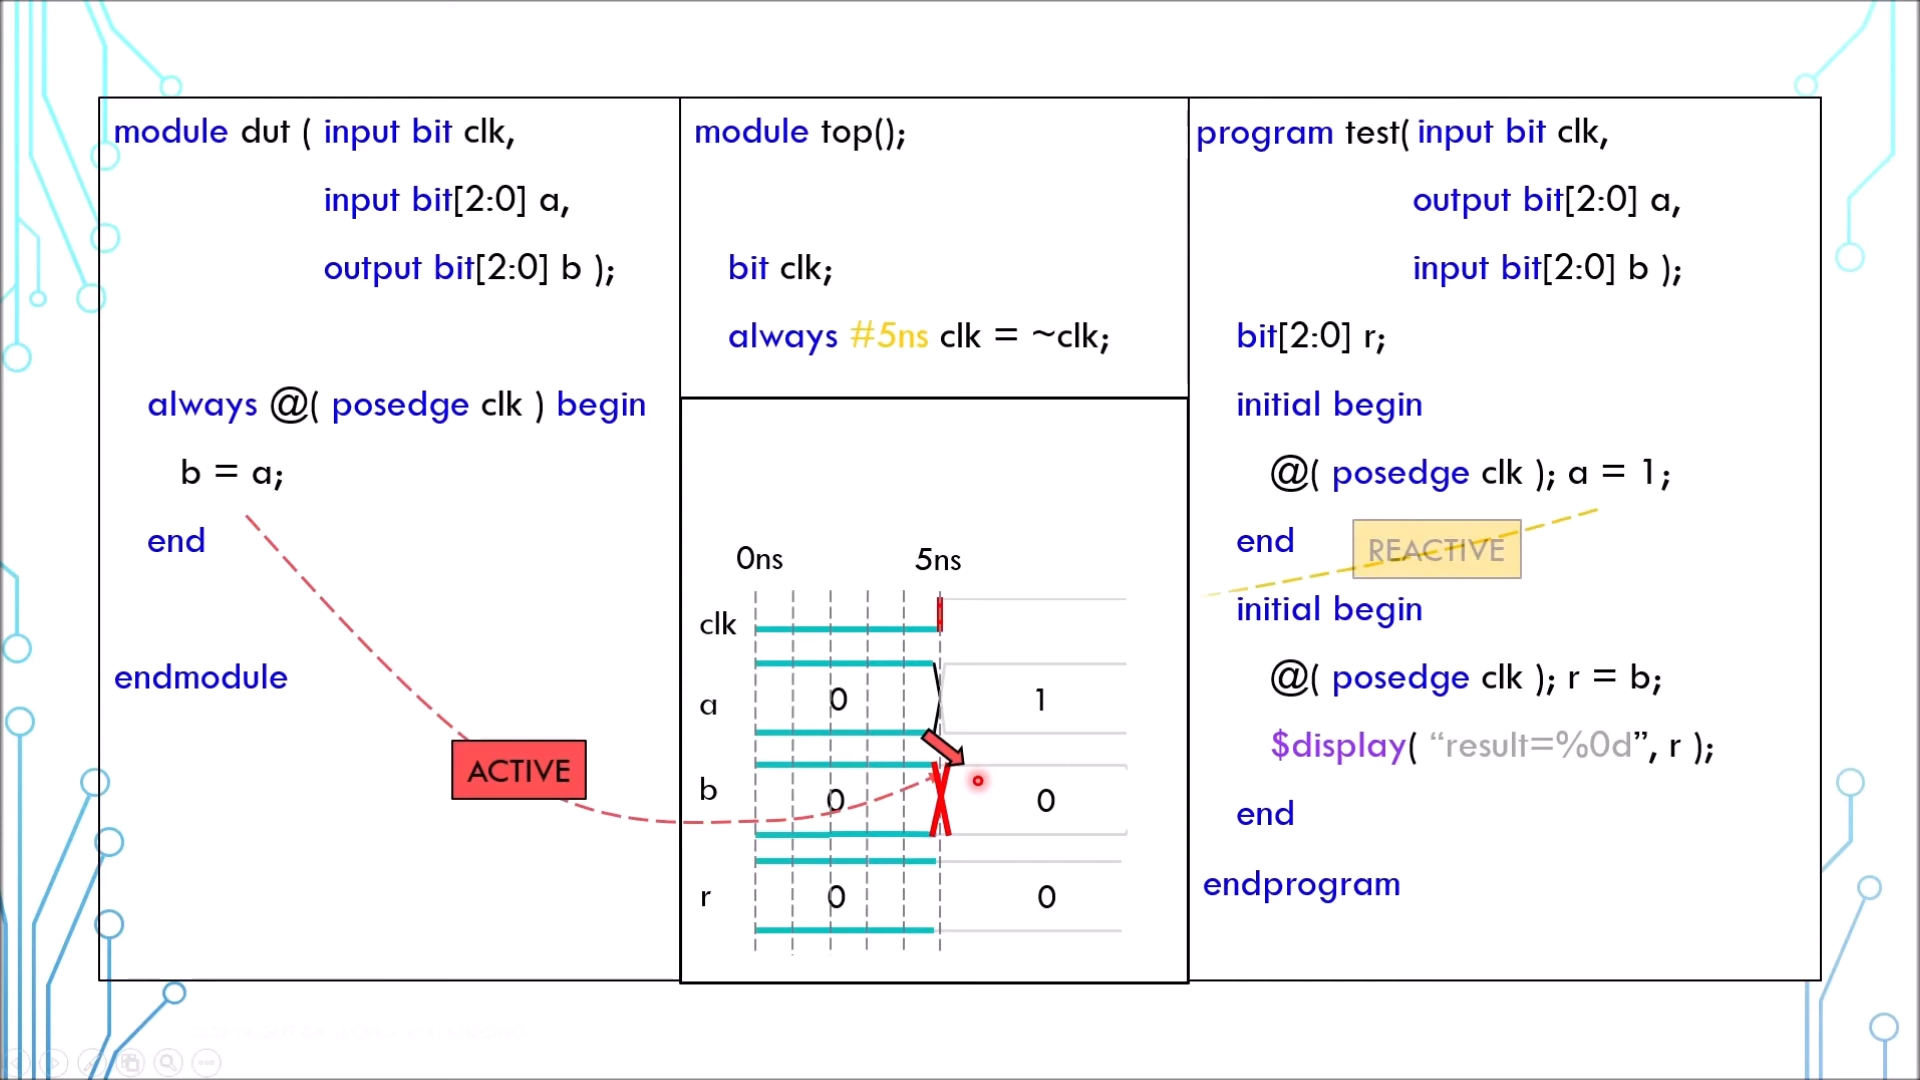 module dut ( input bit clk,
input bit[2:0] a,
output bit[2:0] b );
always @( posedge clk ) begin
b = a;
end
endmodule
ACTIVE
module top();
bit clk;
always #5ns clk = ~clk;
0ns 5ns
clk
a 0 1
b 0 0
r 0 0
program test( input bit clk,
output bit[2:0] a,
input bit[2:0] b );
bit[2:0] r;
initial begin
@( posedge clk ); a = 1;
end
REACTIVE
initial begin
@( posedge clk ); r = b;
$display( “result=%0d”, r );
end
endprogram